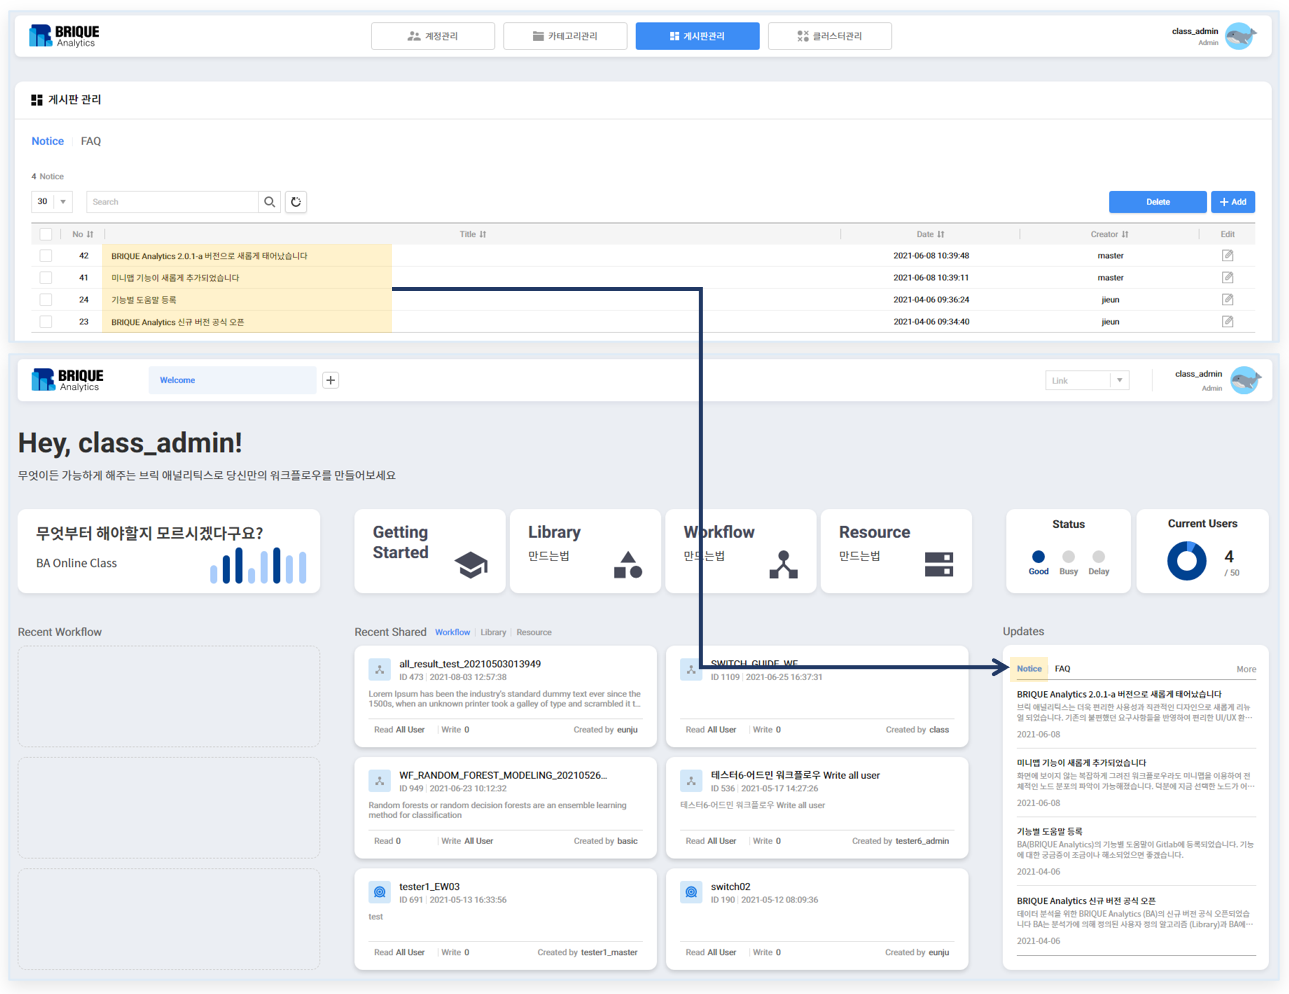 BRIQUE
Analytics
계정관리
카테고리관리
게시판관리
클러스터관리
class_admin
Admin
게시판 관리
Notice
FAQ
4 Notice
30
Search
Delete
+ Add
No
Title
Date
Creator
Edit
42
BRIQUE Analytics 2.0.1-a 버전으로 새롭게 태어났습니다
2021-06-08 10:39:48
master
41
미니맵 기능이 새롭게 추가되었습니다
2021-06-08 10:39:11
master
24
기능별 도움말 등록
2021-04-06 09:36:24
jieun
23
BRIQUE Analytics 신규 버전 공식 오픈
2021-04-06 09:34:40
jieun
BRIQUE
Analytics
Welcome
Link
class_admin
Admin
Hey, class_admin!
무엇이든 가능하게 해주는 브릭 애널리틱스로 당신만의 워크플로우를 만들어보세요
무엇부터 해야할지 모르시겠다구요?
BA Online Class
Getting
Started
Library
만드는법
Workflow
만드는법
Resource
만드는법
Status
Good
Busy
Delay
Current Users
4
/ 50
Recent Workflow
Recent Shared
Workflow
Library
Resource
all_result_test_20210503013949
ID 473 2021-08-03 12:57:38
Lorem Ipsum has been the industry's standard dummy text ever since the
1500s, when an unknown printer took a galley of type and scrambled it t...
Read All User
Write 0
Created by eunju
SWITCH_GUIDE_WF
ID 1109 2021-06-25 16:37:31
Read All User
Write 0
Created by class
WF_RANDOM_FOREST_MODELING_20210526...
ID 949 2021-06-23 10:12:32
Random forests or random decision forests are an ensemble learning
method for classification
Read 0
Write All User
Created by basic
테스터6-어드민 워크플로우 Write all user
ID 536 2021-05-17 14:27:26
테스터6-어드민 워크플로우 Write all user
Read All User
Write 0
Created by tester6_admin
tester1_EW03
ID 691 2021-05-13 16:33:56
test
Read All User
Write 0
Created by tester1_master
switch02
ID 190 2021-05-12 08:09:36
Read All User
Write 0
Created by eunju
Updates
Notice
FAQ
More
BRIQUE Analytics 2.0.1-a 버전으로 새롭게 태어났습니다
브릭 애널리틱스는 더욱 편리한 사용성과 직관적인 디자인으로 새롭게 리뉴
얼 되었습니다. 기존의 불편했던 요구사항들을 반영하여 편리한 UI/UX 환…
2021-06-08
미니맵 기능이 새롭게 추가되었습니다
화면에 보이지 않는 복잡하게 그려진 워크플로우라도 미니맵을 이용하여 전
체적인 노드 분포의 파악이 가능해졌습니다. 덕분에 지금 선택한 노드가 어…
2021-06-08
기능별 도움말 등록
BA(BRIQUE Analytics)의 기능별 도움말이 Gitlab에 등록되었습니다. 기능
에 대한 궁금증이 조금이나 해소되었으면 좋겠습니다.
2021-04-06
BRIQUE Analytics 신규 버전 공식 오픈
데이터 분석을 위한 BRIQUE Analytics (BA)의 신규 버전 공식 오픈되었습
니다 BA는 분석가에 의해 정의된 사용자 정의 알고리즘 (Library)과 BA에…
2021-04-06